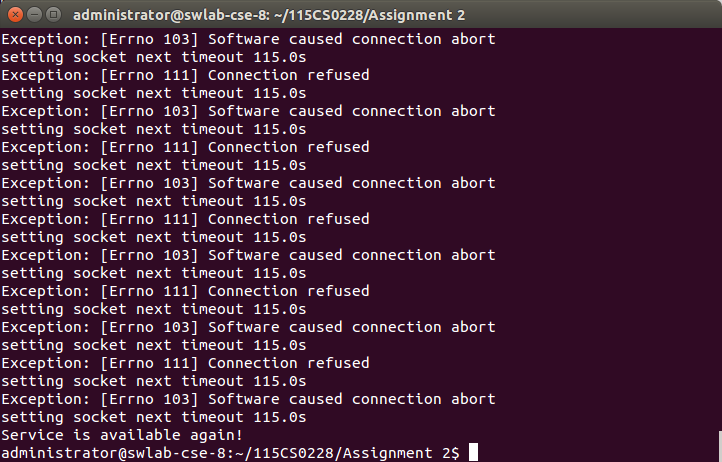 administrator@swlab-cse-8: ~/115CS0228/Assignment 2
Exception: [Errno 103] Software caused connection abort
setting socket next timeout 115.0s
Exception: [Errno 111] Connection refused
setting socket next timeout 115.0s
Exception: [Errno 103] Software caused connection abort
setting socket next timeout 115.0s
Exception: [Errno 111] Connection refused
setting socket next timeout 115.0s
Exception: [Errno 103] Software caused connection abort
setting socket next timeout 115.0s
Exception: [Errno 111] Connection refused
setting socket next timeout 115.0s
Exception: [Errno 103] Software caused connection abort
setting socket next timeout 115.0s
Exception: [Errno 111] Connection refused
setting socket next timeout 115.0s
Exception: [Errno 103] Software caused connection abort
setting socket next timeout 115.0s
Exception: [Errno 111] Connection refused
setting socket next timeout 115.0s
Exception: [Errno 103] Software caused connection abort
setting socket next timeout 115.0s
Service is available again!
administrator@swlab-cse-8:~/115CS0228/Assignment 2$